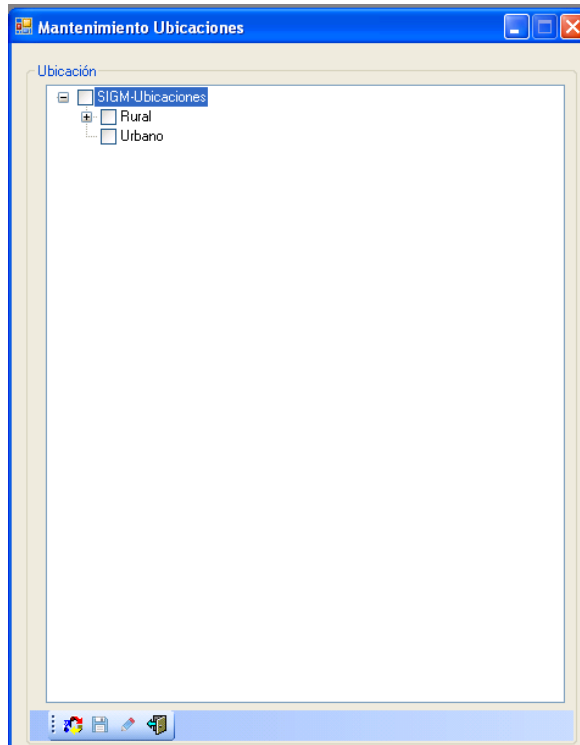 Mantenimiento Ubicaciones
Ubicación
SIGM-Ubicaciones
Rural
Urbano